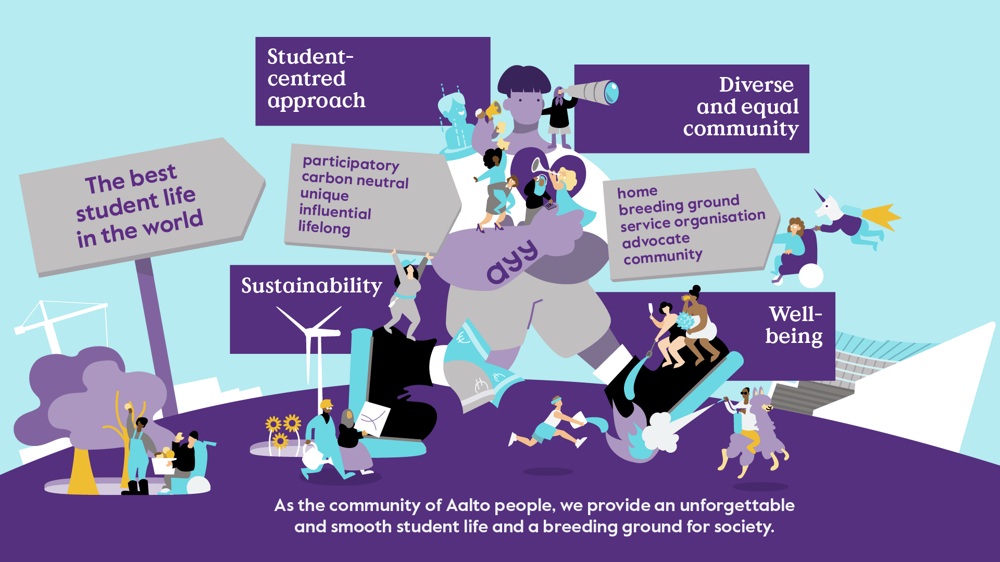 Student-
centred
approach
Diverse
and equal
community
The best
student life
in the world
participatory
carbon neutral
unique
influential
lifelong
home
breeding ground
service organisation
advocate
community
ayy
Sustainability
Well-
being
€
€
As the community of Aalto people, we provide an unforgettable
and smooth student life and a breeding ground for society.